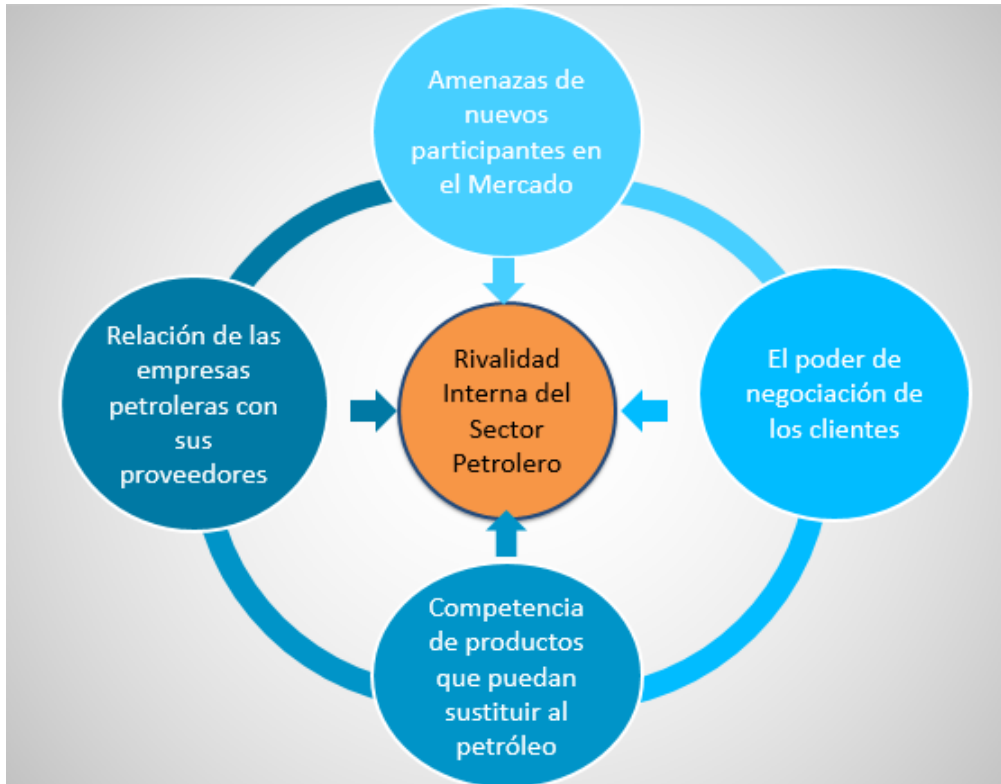 Amenazas de
nuevos
participantes en
el Mercado
Relación de las
empresas
petroleras con
sus
proveedores
Rivalidad
Interna del
Sector
Petrolero
El poder de
negociación de
los clientes
Competencia
de productos
que puedan
sustituir al
petróleo